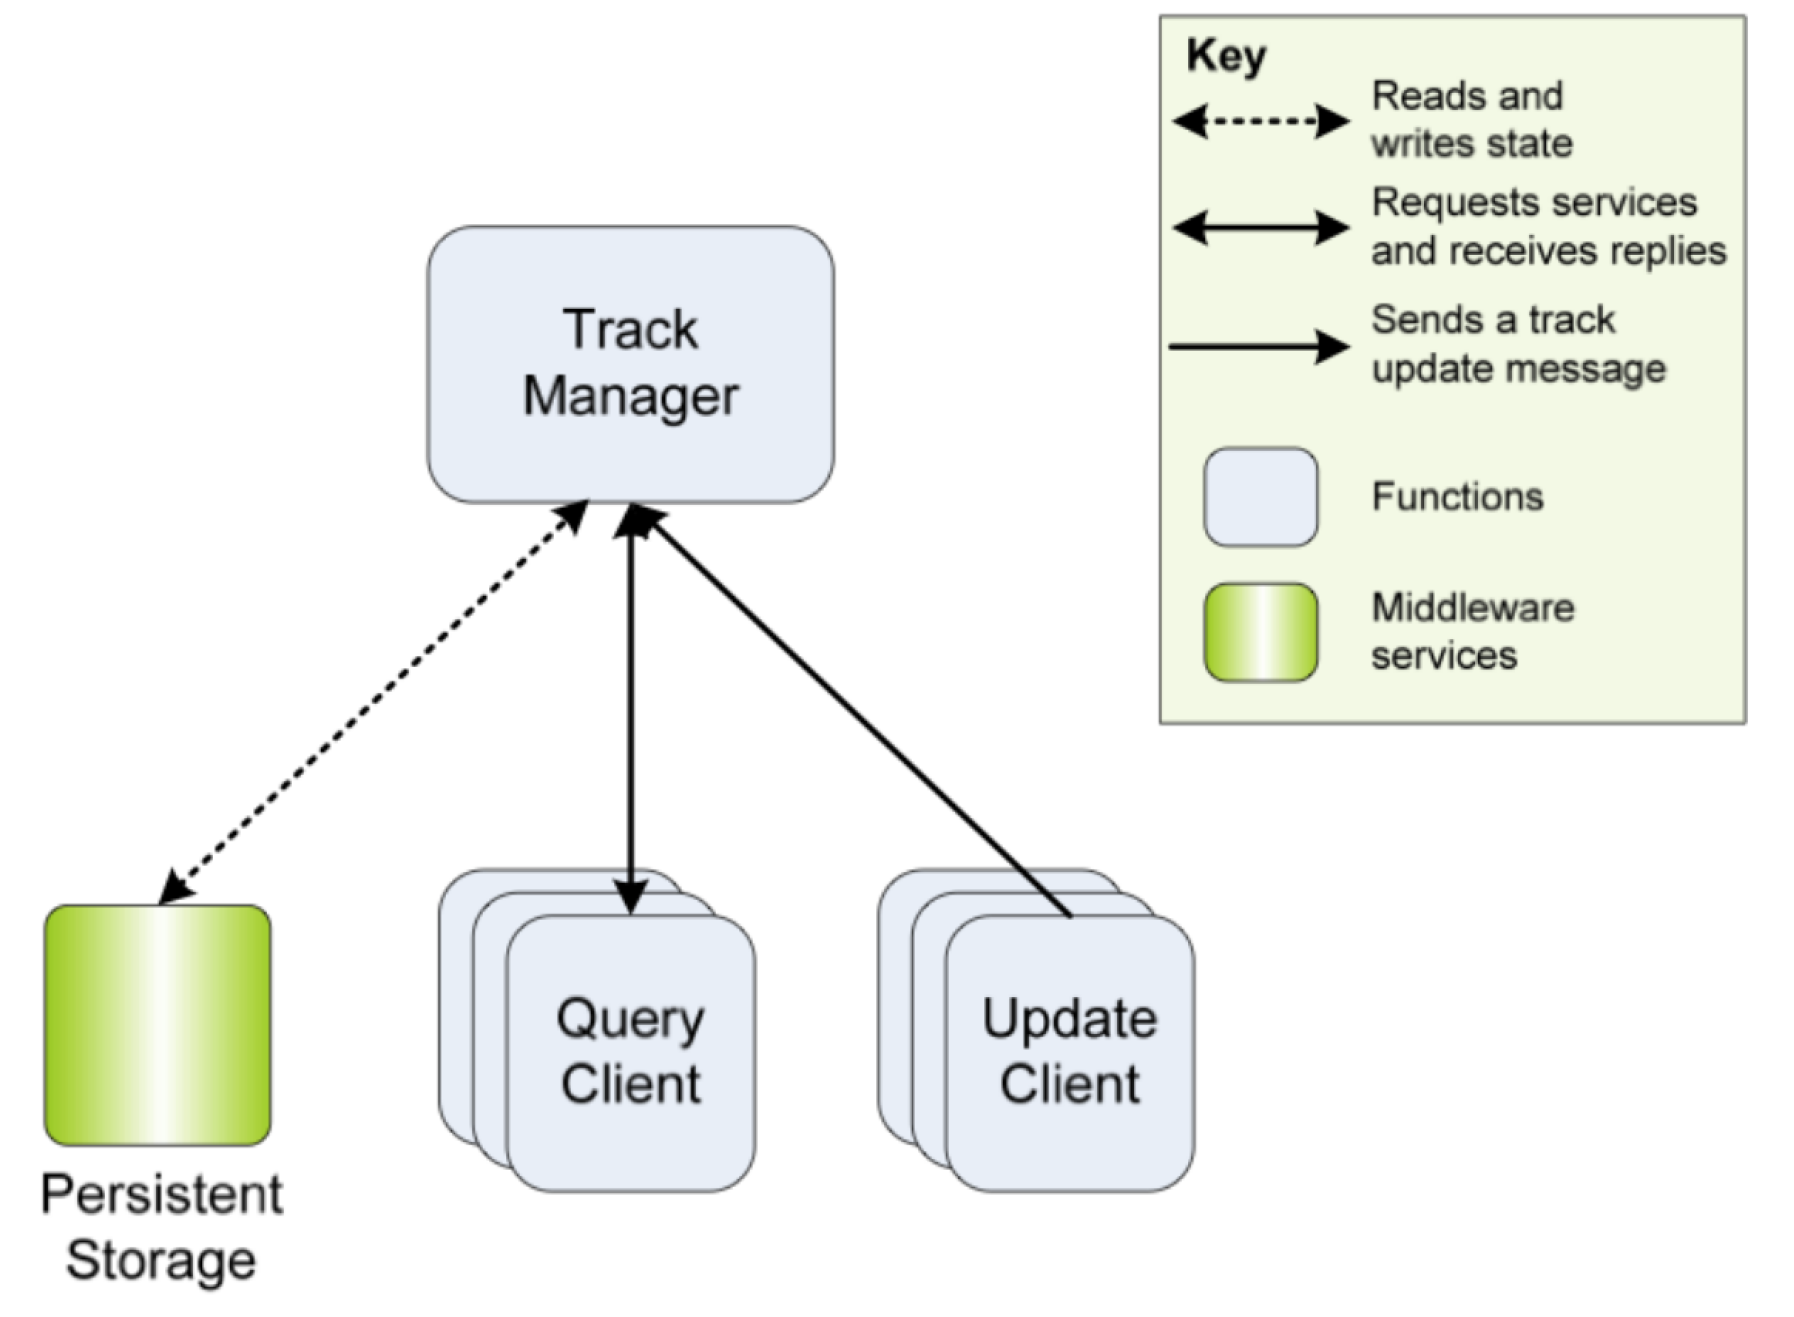 Key
Reads and
writes state
Requests services
and receives replies
Sends a track
update message
Functions
Middleware
services
Track
Manager
Query
Client
Update
Client
Persistent
Storage